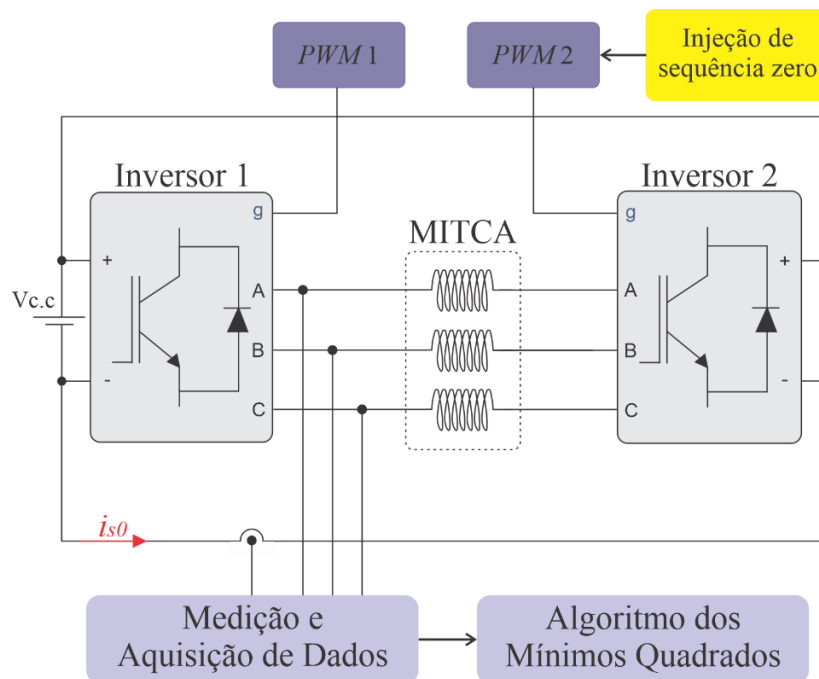 PWM 1
PWM 2
Injeção de
sequência zero
Inversor 1
Inversor 2
g
g
MITCA
+
+
A
A
Vc.c
B
B
-
-
C
C
is0
Medição e
Aquisição de Dados
Algoritmo dos
Mínimos Quadrados